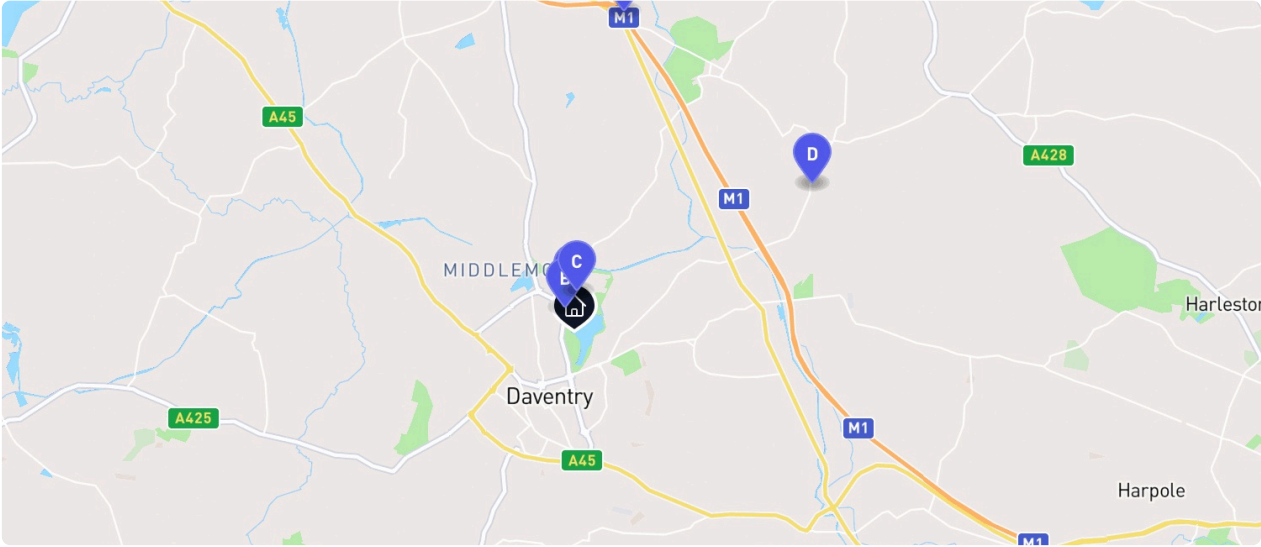 M1
A45
D
A428
M1
C
MIDDLEMO
B
Harlesto
Daventry
A425
M1
A45
Harpole
M1